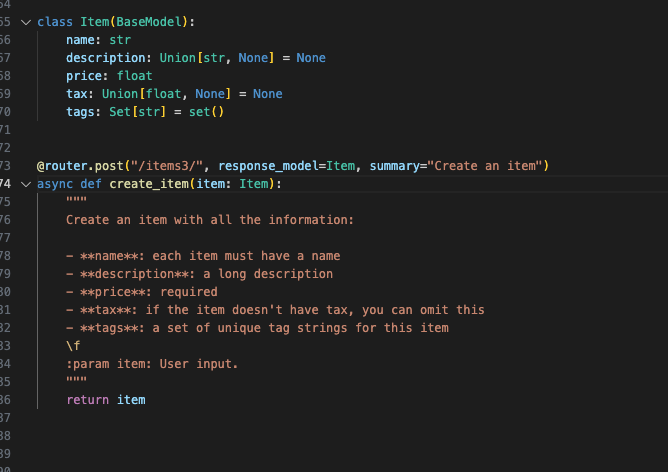 64
65 class Item(BaseModel):
66 name: str
67 description: Union[str, None] = None
68 price: float
69 tax: Union[float, None] = None
70 tags: Set[str] = set()
71
72
73 @router.post("/items3/", response_model=Item, summary="Create an item")
74 async def create_item(item: Item):
75 """
76 Create an item with all the information:
77
78 - **name**: each item must have a name
79 - **description**: a long description
80 - **price**: required
81 - **tax**: if the item doesn't have tax, you can omit this
82 - **tags**: a set of unique tag strings for this item
83 \f
84 :param item: User input.
85 """
86 return item
87
88
89
90